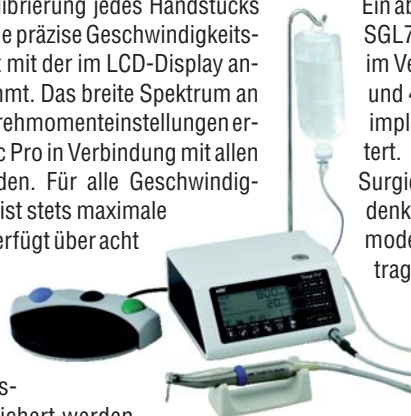 librierung jedes Handstücks
e präzise Geschwindigkeits-
t mit der im LCD-Display an-
mmt. Das breite Spektrum an
rehmomenteinstellungen er-
c Pro in Verbindung mit allen
den. Für alle Geschwindig-
ist stets maximale
erfügt über acht
s-
ichert werden
Ein ab
SGL7
im Ve
und 4
impla
tert.
Surgic
denk
mode
trag